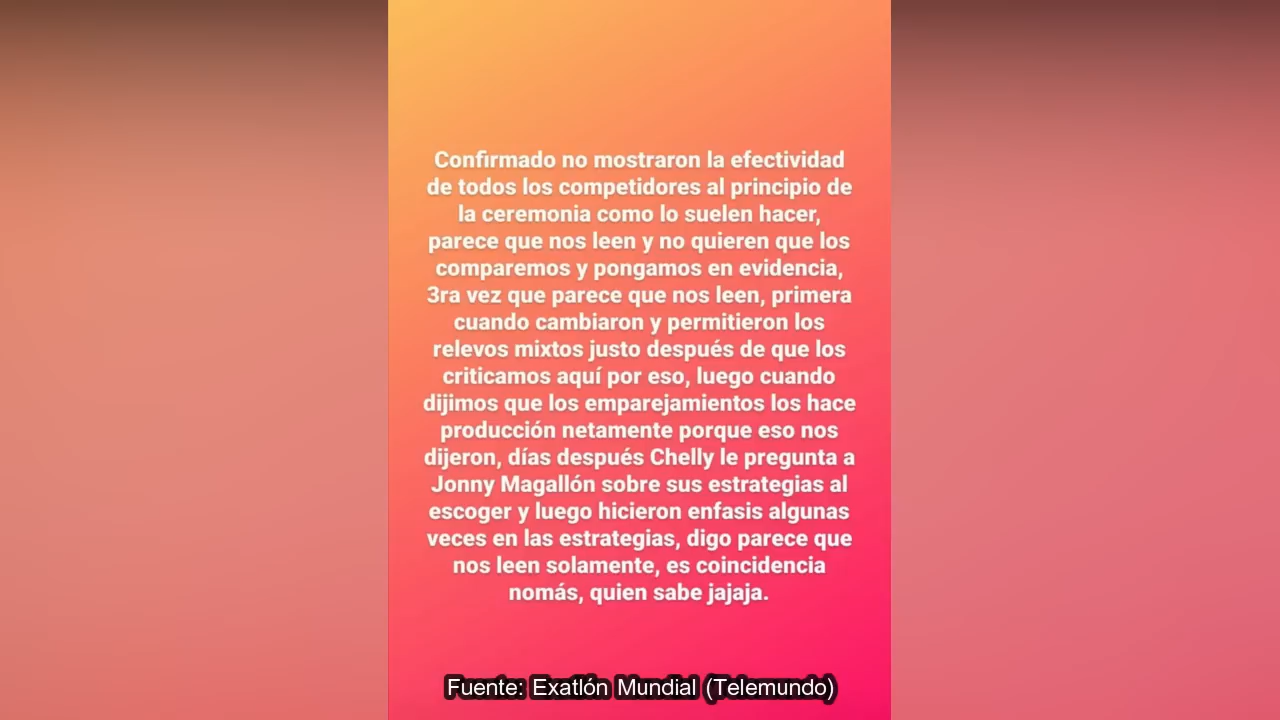 Confirmado no mostraron la efectividad
de todos los competidores al principio de
la ceremonia como lo suelen hacer,
parece que nos leen y no quieren que los
comparemos y pongamos en evidencia,
3ra vez que parece que nos leen, primera
cuando cambiaron y permitieron los
relevos mixtos justo después de que los
criticamos aquí por eso, luego cuando
dijimos que los emparejamientos los hace
producción netamente porque eso nos
dijeron, días después Chelly le pregunta a
Jonny Magallón sobre sus estrategias al
escoger y luego hicieron enfasis algunas
veces en las estrategias, digo parece que
nos leen solamente, es coincidencia
nomás, quien sabe jajaja.
Fuente: Exatlón Mundial (Telemundo)